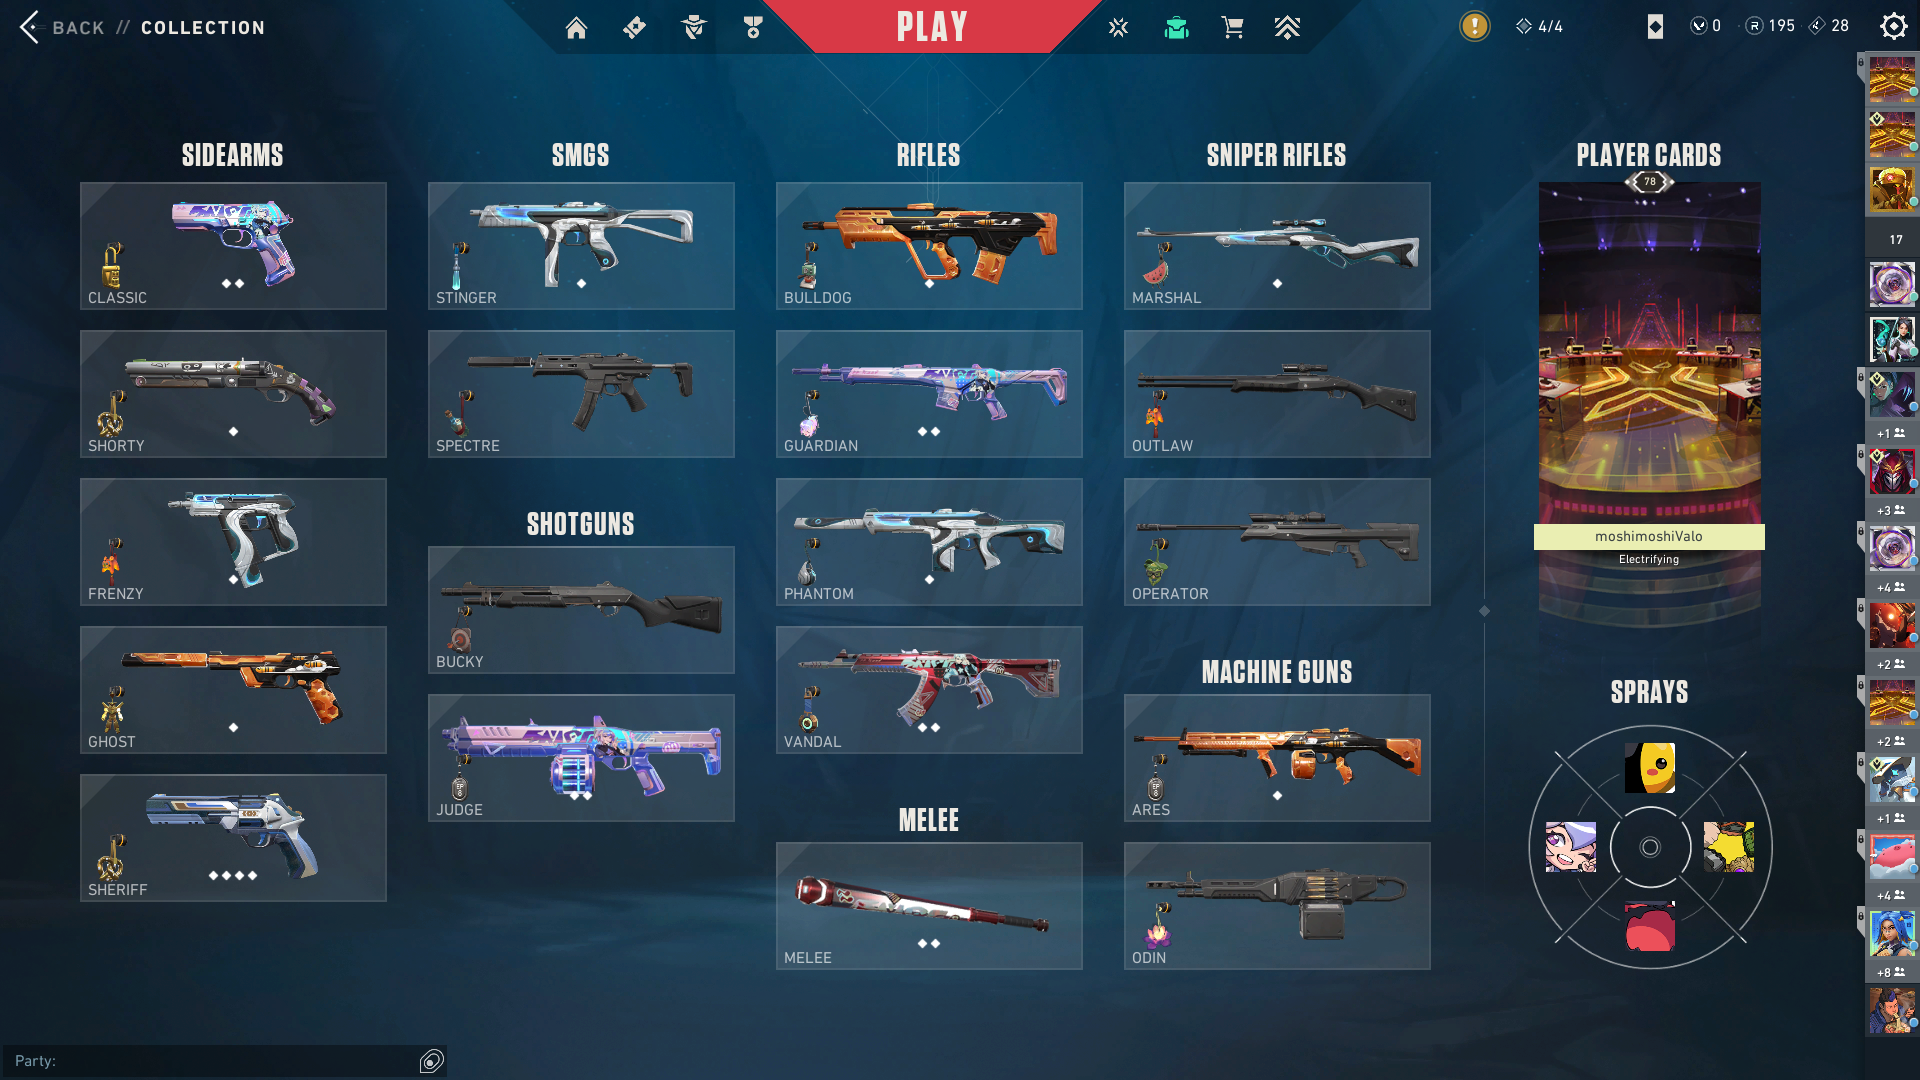 BACK // COLLECTION
PLAY
4/4
0
195
28
SIDEARMS
SMGS
RIFLES
SNIPER RIFLES
PLAYER CARDS
CLASSIC
STINGER
BULLDOG
MARSHAL
78
SHORTY
SPECTRE
GUARDIAN
OUTLAW
FRENZY
SHOTGUNS
PHANTOM
OPERATOR
moshimoshiValo
Electrifying
GHOST
BUCKY
VANDAL
MACHINE GUNS
SPRAYS
SHERIFF
JUDGE
MELEE
ARES
MELEE
ODIN
17
+1
+3
+4
+2
+2
+1
+4
+8
Party: